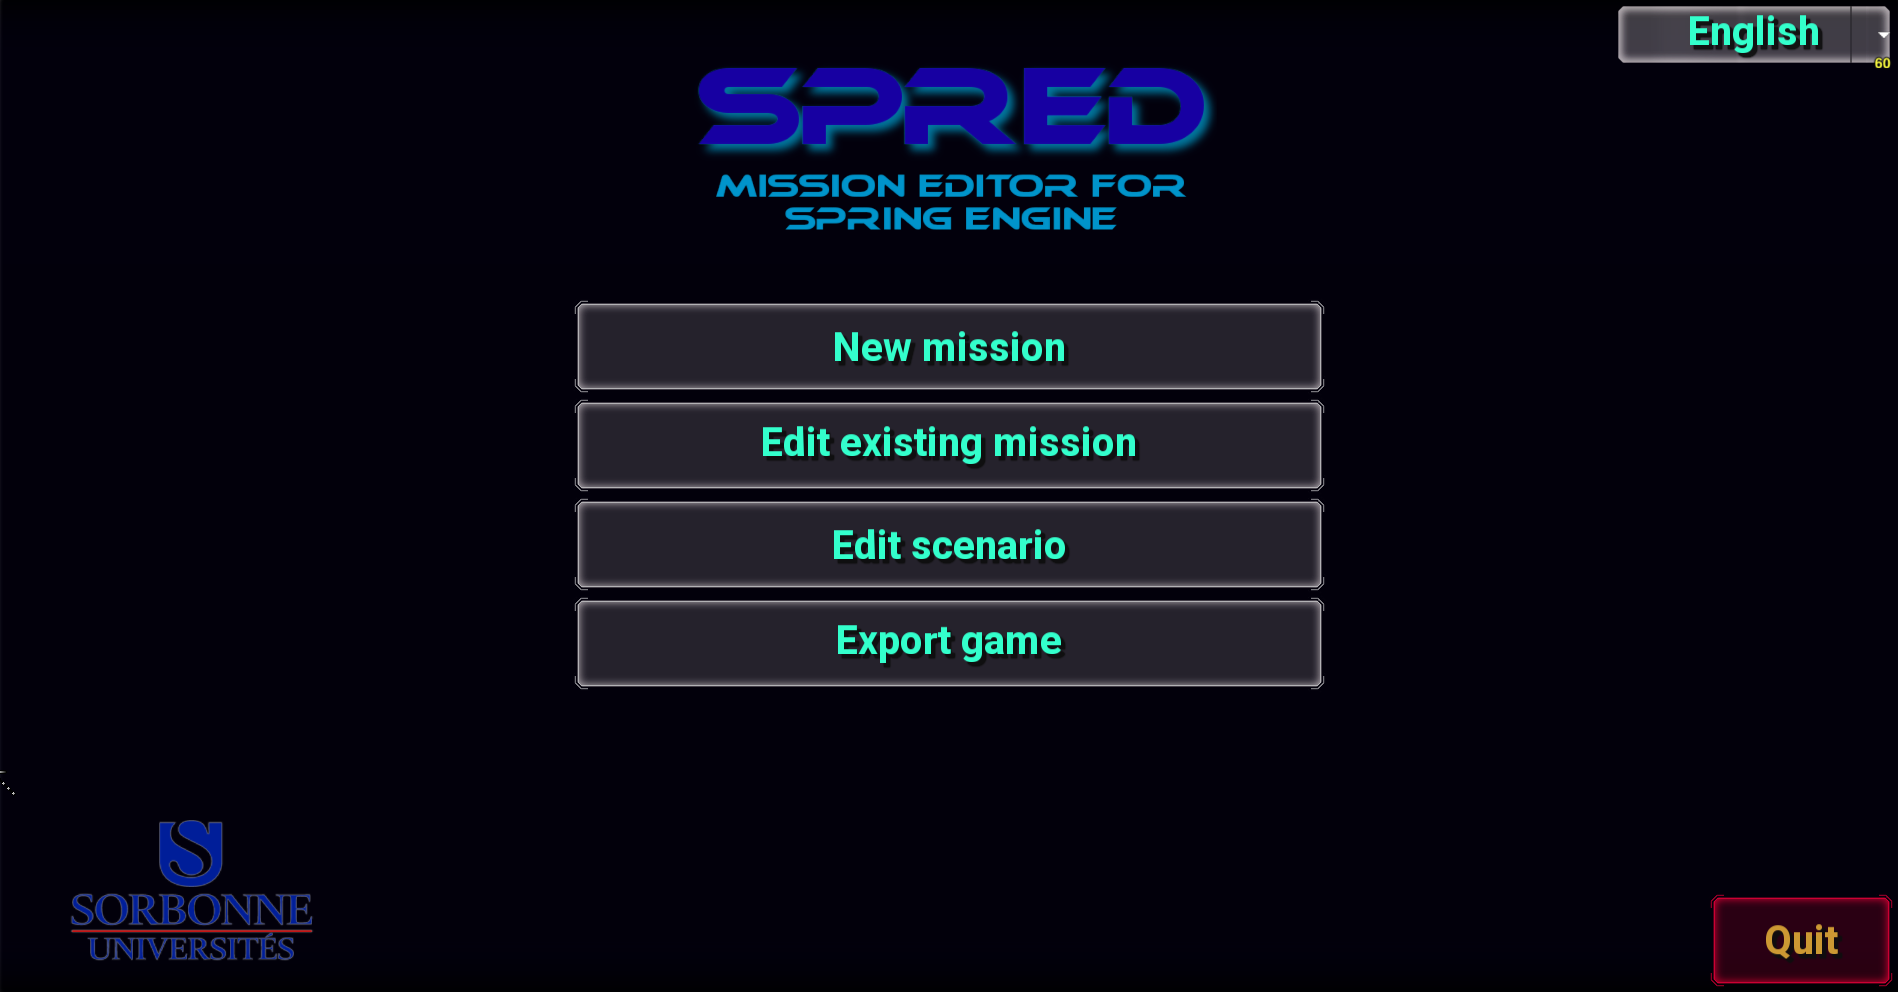 English
60
SPRED
MISSION EDITOR FOR
SPRING ENGINE
New mission
Edit existing mission
Edit scenario
Export game
S
SORBONNE
UNIVERSITÉS
Quit